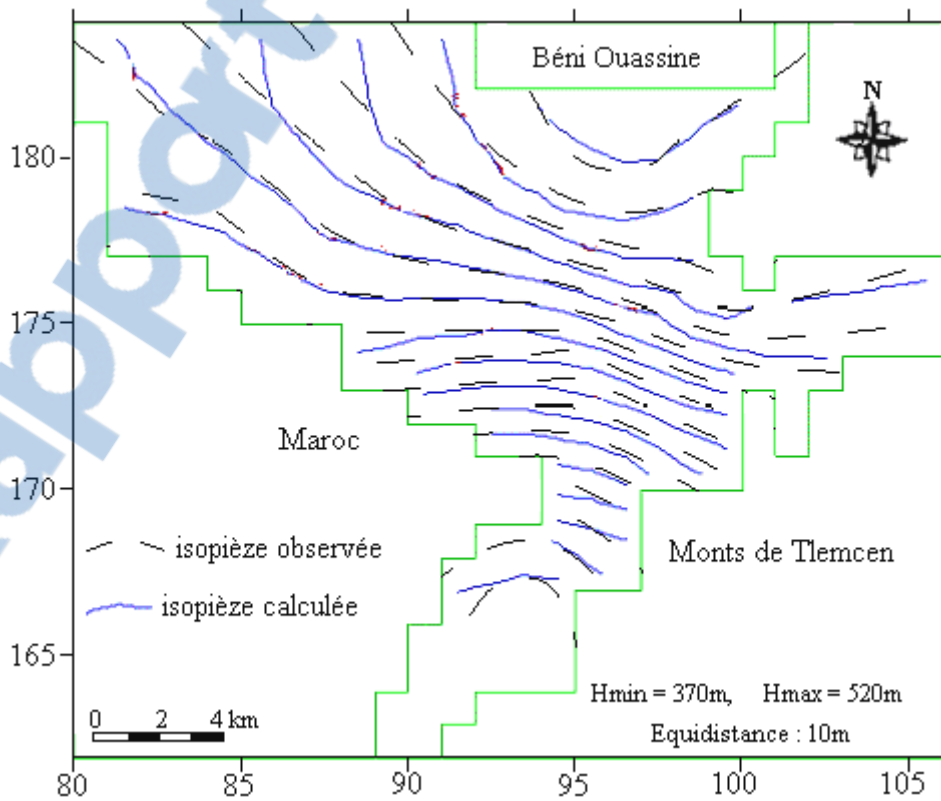 Béni Ouassine
N
180
175
Maroc
170
isopièze observée
Monts de Tlemcen
isopièze calculée
165
Hmin = 370m, Hmax = 520m
0 2 4 km
Equidistance : 10m
80 85 90 95 100 105